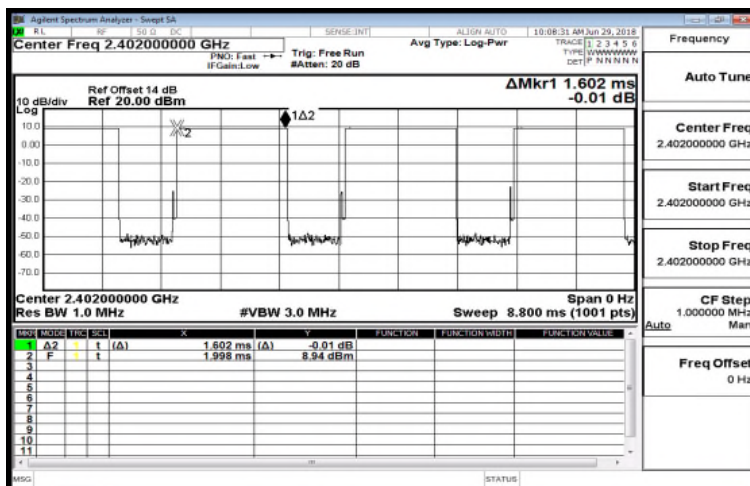 Agilent Spectrum Analyzer - Swept SA
RL RF 50 Ω DC SENSE:INT ALIGN AUTO 10:08:31 AM Jun 29, 2018
Center Freq 2.402000000 GHz
PNO: Fast
IFGain:Low
Trig: Free Run
#Atten: 20 dB
Avg Type: Log-Pwr
TRACE 1 2 3 4 5 6
TYPE WWWWWW
DET P N N N N N
Ref Offset 14 dB
Ref 20.00 dBm
ΔMkr1 1.602 ms
-0.01 dB
10 dB/div
Log
10.0
0.00
-10.0
-20.0
-30.0
-40.0
-50.0
-60.0
-70.0
X2
1Δ2
Center 2.402000000 GHz
Span 0 Hz
Res BW 1.0 MHz
#VBW 3.0 MHz
Sweep 8.800 ms (1001 pts)
MKR MODE TRC SCL X Y FUNCTION FUNCTION WIDTH FUNCTION VALUE
1 Δ2 1 t (Δ) 1.602 ms (Δ) -0.01 dB
2 F 1 t 1.998 ms 8.94 dBm
3
4
5
6
7
8
9
10
11
MSG
STATUS
Frequency
Auto Tune
Center Freq
2.402000000 GHz
Start Freq
2.402000000 GHz
Stop Freq
2.402000000 GHz
CF Step
1.000000 MHz
Auto Man
Freq Offset
0 Hz